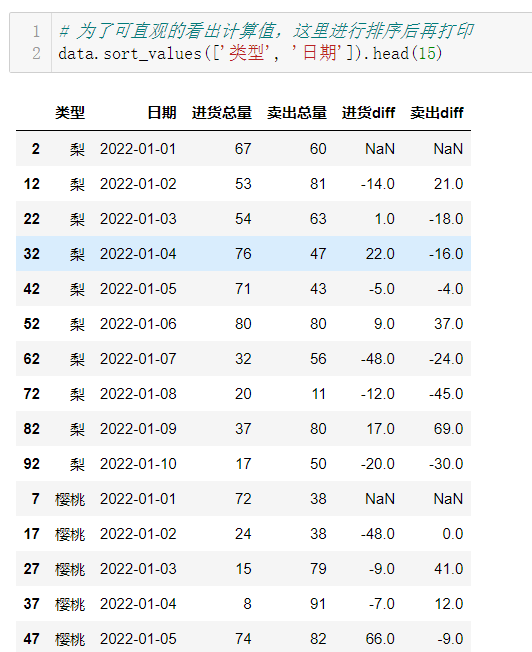 1 # 为了可直观的看出计算值，这里进行排序后再打印
2 data.sort_values(['类型', '日期']).head(15)
类型 日期 进货总量 卖出总量 进货diff 卖出diff
2 梨 2022-01-01 67 60 NaN NaN
12 梨 2022-01-02 53 81 -14.0 21.0
22 梨 2022-01-03 54 63 1.0 -18.0
32 梨 2022-01-04 76 47 22.0 -16.0
42 梨 2022-01-05 71 43 -5.0 -4.0
52 梨 2022-01-06 80 80 9.0 37.0
62 梨 2022-01-07 32 56 -48.0 -24.0
72 梨 2022-01-08 20 11 -12.0 -45.0
82 梨 2022-01-09 37 80 17.0 69.0
92 梨 2022-01-10 17 50 -20.0 -30.0
7 樱桃 2022-01-01 72 38 NaN NaN
17 樱桃 2022-01-02 24 38 -48.0 0.0
27 樱桃 2022-01-03 15 79 -9.0 41.0
37 樱桃 2022-01-04 8 91 -7.0 12.0
47 樱桃 2022-01-05 74 82 66.0 -9.0